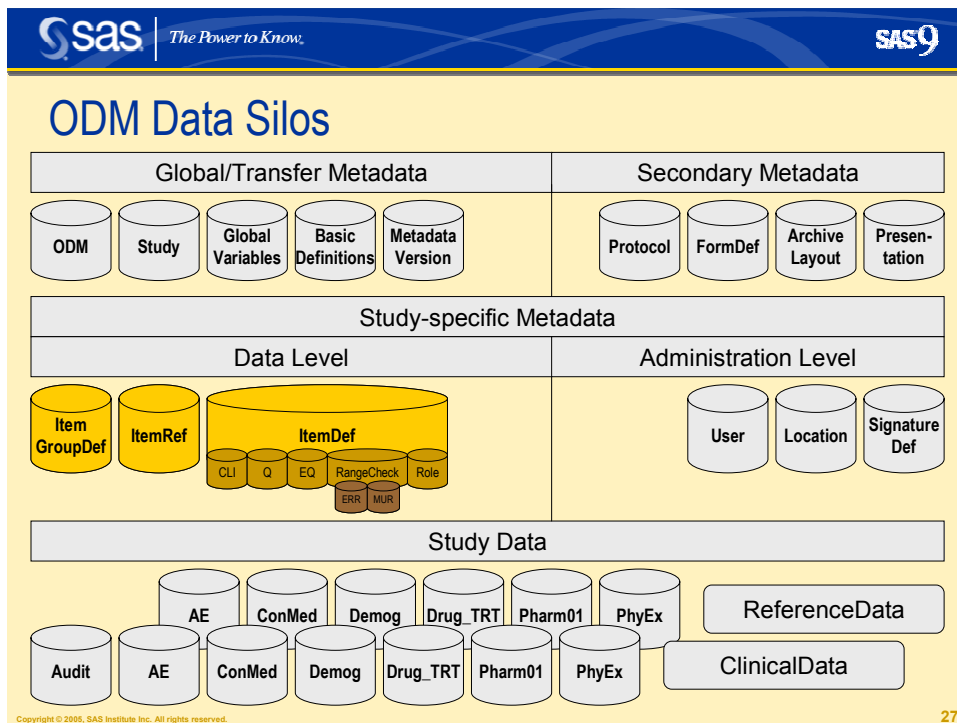 sas
The Power to Know®
SAS 9
ODM Data Silos
Global/Transfer Metadata
Secondary Metadata
ODM
Study
Global
Variables
Basic
Definitions
Metadata
Version
Protocol
FormDef
Archive
Layout
Presen-
tation
Study-specific Metadata
Data Level
Administration Level
Item
GroupDef
ItemRef
ItemDef
CLI
Q
EQ
RangeCheck
Role
ERR
MUR
User
Location
Signature
Def
Study Data
AE
ConMed
Demog
Drug_TRT
Pharm01
PhyEx
ReferenceData
Audit
AE
ConMed
Demog
Drug_TRT
Pharm01
PhyEx
ClinicalData
Copyright © 2005, SAS Institute Inc. All rights reserved.
27